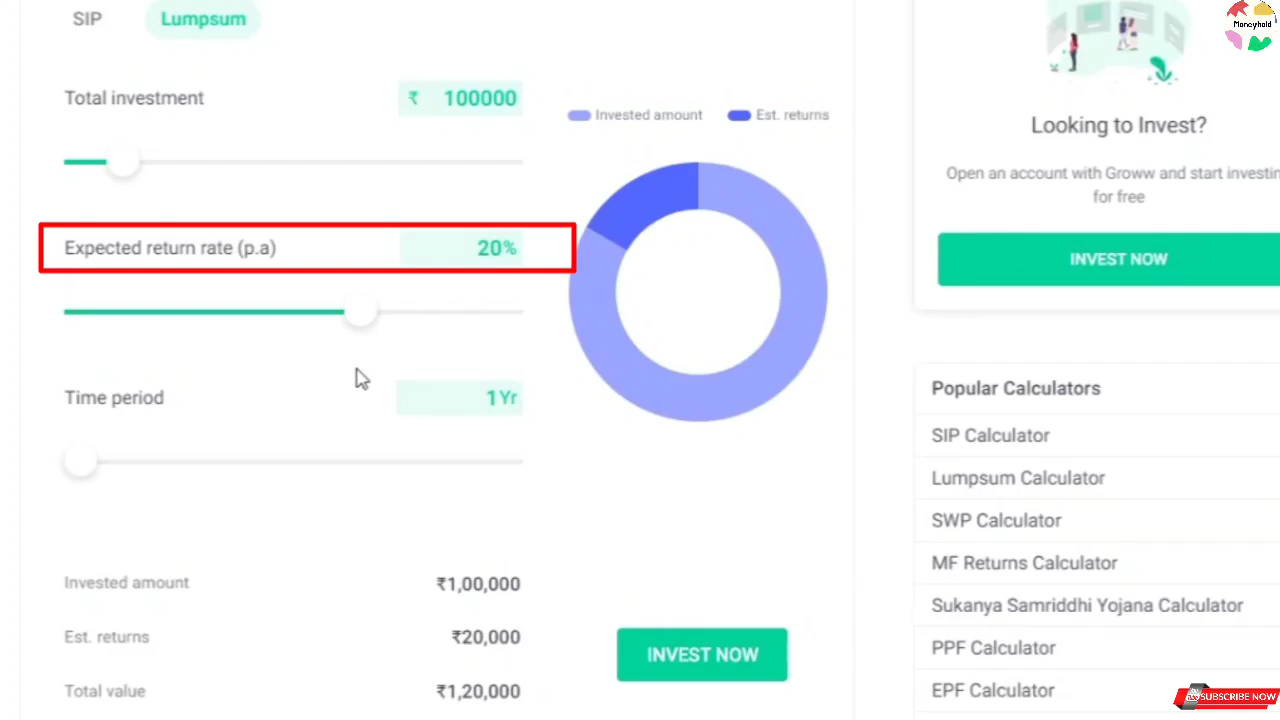 SIP
Lumpsum
Moneyhold
Total investment
₹ 100000
Invested amount
Est. returns
Looking to Invest?
Open an account with Groww and start investin
for free
Expected return rate (p.a)
20%
INVEST NOW
Time period
1Yr
Popular Calculators
SIP Calculator
Lumpsum Calculator
SWP Calculator
MF Returns Calculator
Sukanya Samriddhi Yojana Calculator
PPF Calculator
EPF Calculator
Invested amount
₹1,00,000
Est. returns
₹20,000
Total value
₹1,20,000
INVEST NOW
SUBSCRIBE NOW